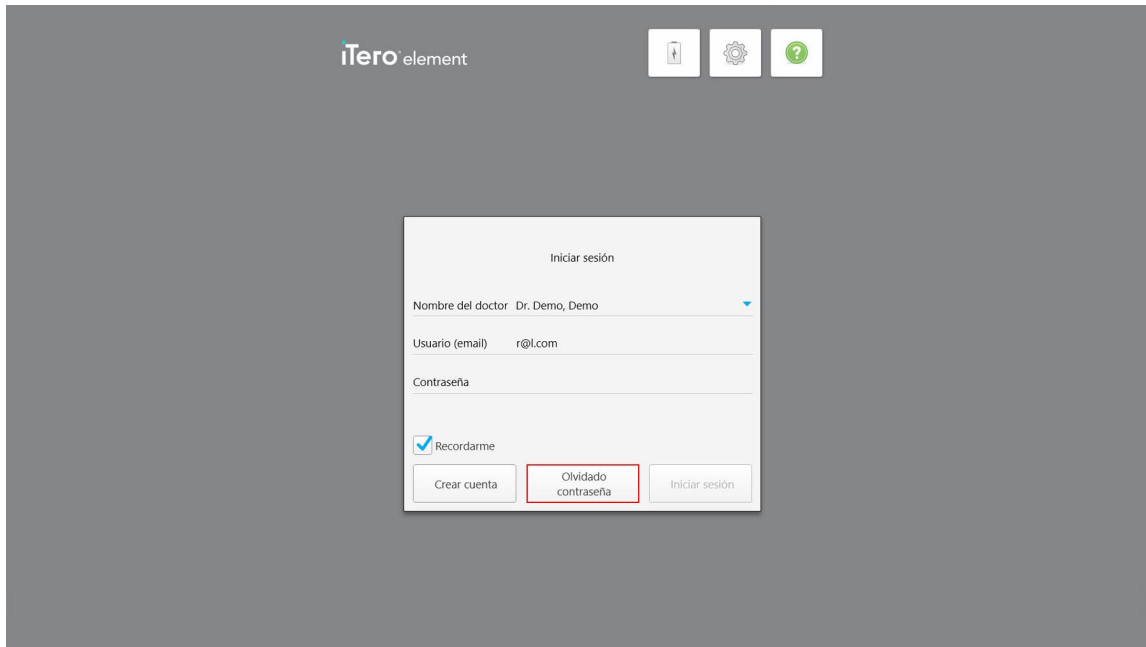 iTero element
?
Iniciar sesión
Nombre del doctor Dr. Demo, Demo
Usuario (email) r@l.com
Contraseña
Recordarme
Crear cuenta
Olvidado
contraseña
Iniciar sesión